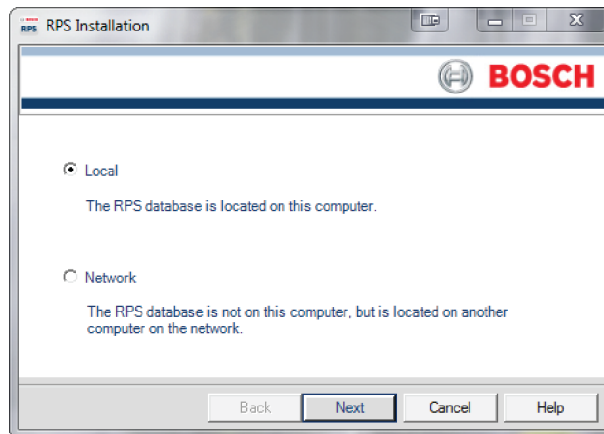 RPS Installation
BOSCH
Local
The RPS database is located on this computer.
Network
The RPS database is not on this computer, but is located on another
computer on the network.
Back Next Cancel Help